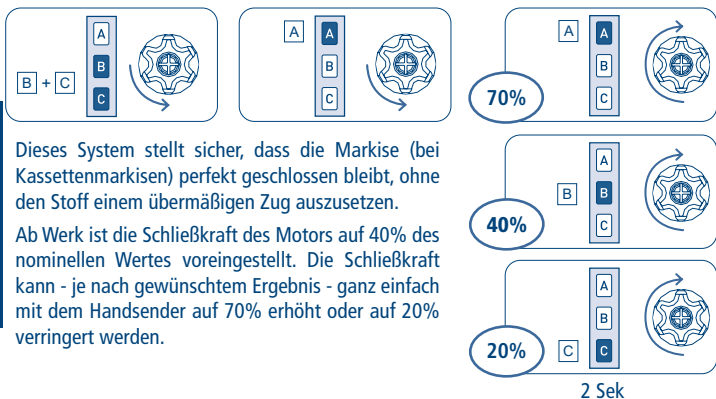 A
B
C
B + C
A
A
B
C
A
A
B
C
70%
Dieses System stellt sicher, dass die Markise (bei
Kassettenmarkisen) perfekt geschlossen bleibt, ohne
den Stoff einem übermäßigen Zug auszusetzen.
Ab Werk ist die Schließkraft des Motors auf 40% des
nominellen Wertes voreingestellt. Die Schließkraft
kann - je nach gewünschtem Ergebnis - ganz einfach
mit dem Handsender auf 70% erhöht oder auf 20%
verringert werden.
A
B
B
C
40%
A
B
C
C
20%
2 Sek